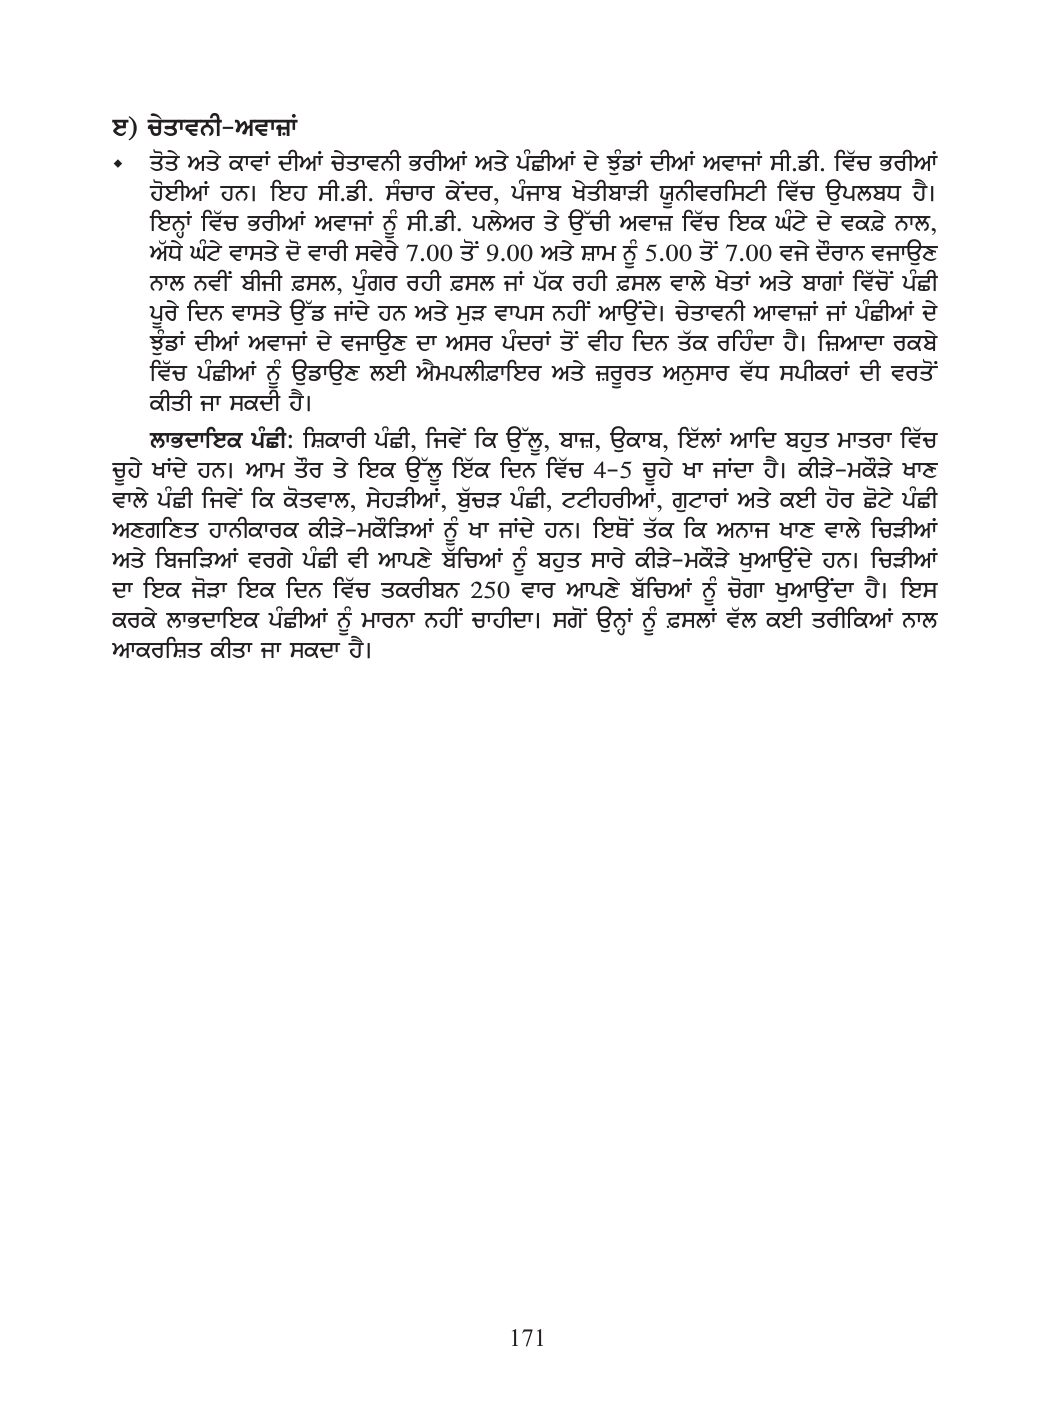 ੲ) ਚੇਤਾਵਨੀ-ਅਵਾਜ਼ਾਂ
◆ ਤੋਤੇ ਅਤੇ ਕਾਵਾਂ ਦੀਆਂ ਚੇਤਾਵਨੀ ਭਰੀਆਂ ਅਤੇ ਪੰਛੀਆਂ ਦੇ ਝੁੰਡਾਂ ਦੀਆਂ ਅਵਾਜਾਂ ਸੀ.ਡੀ. ਵਿੱਚ ਭਰੀਆਂ
ਹੋਈਆਂ ਹਨ। ਇਹ ਸੀ.ਡੀ. ਸੰਚਾਰ ਕੇਂਦਰ, ਪੰਜਾਬ ਖੇਤੀਬਾੜੀ ਯੂਨੀਵਰਸਿਟੀ ਵਿੱਚ ਉਪਲਬਧ ਹੈ।
ਇਨ੍ਹਾਂ ਵਿੱਚ ਭਰੀਆਂ ਅਵਾਜਾਂ ਨੂੰ ਸੀ.ਡੀ. ਪਲੇਅਰ ਤੇ ਉੱਚੀ ਅਵਾਜ਼ ਵਿੱਚ ਇਕ ਘੰਟੇ ਦੇ ਵਕਫ਼ੇ ਨਾਲ,
ਅੱਧੇ ਘੰਟੇ ਵਾਸਤੇ ਦੋ ਵਾਰੀ ਸਵੇਰੇ 7.00 ਤੋਂ 9.00 ਅਤੇ ਸ਼ਾਮ ਨੂੰ 5.00 ਤੋਂ 7.00 ਵਜੇ ਦੌਰਾਨ ਵਜਾਉਣ
ਨਾਲ ਨਵੀਂ ਬੀਜੀ ਫ਼ਸਲ, ਪੁੰਗਰ ਰਹੀ ਫ਼ਸਲ ਜਾਂ ਪੱਕ ਰਹੀ ਫ਼ਸਲ ਵਾਲੇ ਖੇਤਾਂ ਅਤੇ ਬਾਗਾਂ ਵਿੱਚੋਂ ਪੰਛੀ
ਪੂਰੇ ਦਿਨ ਵਾਸਤੇ ਉੱਡ ਜਾਂਦੇ ਹਨ ਅਤੇ ਮੁੜ ਵਾਪਸ ਨਹੀਂ ਆਉਂਦੇ। ਚੇਤਾਵਨੀ ਆਵਾਜ਼ਾਂ ਜਾਂ ਪੰਛੀਆਂ ਦੇ
ਝੁੰਡਾਂ ਦੀਆਂ ਅਵਾਜਾਂ ਦੇ ਵਜਾਉਣ ਦਾ ਅਸਰ ਪੰਦਰਾਂ ਤੋਂ ਵੀਹ ਦਿਨ ਤੱਕ ਰਹਿੰਦਾ ਹੈ। ਜ਼ਿਆਦਾ ਰਕਬੇ
ਵਿੱਚ ਪੰਛੀਆਂ ਨੂੰ ਉਡਾਉਣ ਲਈ ਐਮਪਲੀਫ਼ਾਇਰ ਅਤੇ ਜ਼ਰੂਰਤ ਅਨੁਸਾਰ ਵੱਧ ਸਪੀਕਰਾਂ ਦੀ ਵਰਤੋਂ
ਕੀਤੀ ਜਾ ਸਕਦੀ ਹੈ।
ਲਾਭਦਾਇਕ ਪੰਛੀ: ਸ਼ਿਕਾਰੀ ਪੰਛੀ, ਜਿਵੇਂ ਕਿ ਉੱਲੂ, ਬਾਜ਼, ਉਕਾਬ, ਇੱਲਾਂ ਆਦਿ ਬਹੁਤ ਮਾਤਰਾ ਵਿੱਚ
ਚੂਹੇ ਖਾਂਦੇ ਹਨ। ਆਮ ਤੌਰ ਤੇ ਇਕ ਉੱਲੂ ਇੱਕ ਦਿਨ ਵਿੱਚ 4-5 ਚੂਹੇ ਖਾ ਜਾਂਦਾ ਹੈ। ਕੀੜੇ-ਮਕੌੜੇ ਖਾਣ
ਵਾਲੇ ਪੰਛੀ ਜਿਵੇਂ ਕਿ ਕੋਤਵਾਲ, ਸੇਹੜੀਆਂ, ਬੁੱਚੜ ਪੰਛੀ, ਟਟੀਹਰੀਆਂ, ਗੁਟਾਰਾਂ ਅਤੇ ਕਈ ਹੋਰ ਛੋਟੇ ਪੰਛੀ
ਅਣਗਣਿਤ ਹਾਨੀਕਾਰਕ ਕੀੜੇ-ਮਕੌੜਿਆਂ ਨੂੰ ਖਾ ਜਾਂਦੇ ਹਨ। ਇਥੋਂ ਤੱਕ ਕਿ ਅਨਾਜ ਖਾਣ ਵਾਲੇ ਚਿੜੀਆਂ
ਅਤੇ ਬਿਜੜਿਆਂ ਵਰਗੇ ਪੰਛੀ ਵੀ ਆਪਣੇ ਬੱਚਿਆਂ ਨੂੰ ਬਹੁਤ ਸਾਰੇ ਕੀੜੇ-ਮਕੌੜੇ ਖੁਆਉਂਦੇ ਹਨ। ਚਿੜੀਆਂ
ਦਾ ਇਕ ਜੋੜਾ ਇਕ ਦਿਨ ਵਿੱਚ ਤਕਰੀਬਨ 250 ਵਾਰ ਆਪਣੇ ਬੱਚਿਆਂ ਨੂੰ ਚੋਗਾ ਖੁਆਉਂਦਾ ਹੈ। ਇਸ
ਕਰਕੇ ਲਾਭਦਾਇਕ ਪੰਛੀਆਂ ਨੂੰ ਮਾਰਨਾ ਨਹੀਂ ਚਾਹੀਦਾ। ਸਗੋਂ ਉਨ੍ਹਾਂ ਨੂੰ ਫ਼ਸਲਾਂ ਵੱਲ ਕਈ ਤਰੀਕਿਆਂ ਨਾਲ
ਆਕਰਸ਼ਿਤ ਕੀਤਾ ਜਾ ਸਕਦਾ ਹੈ।
171